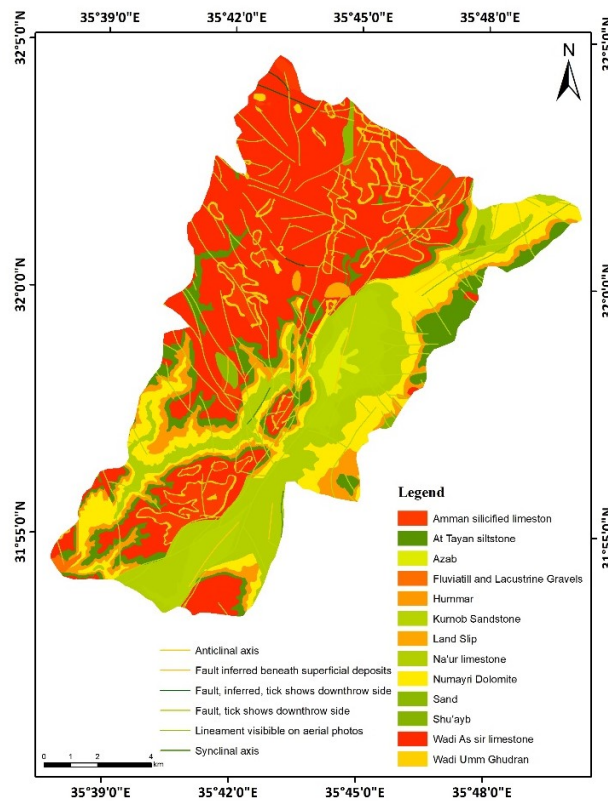 35°39'0"E 35°42'0"E 35°45'0"E 35°48'0"E
32°5'0"N 32°5'0"N
N
32°0'0"N 32°0'0"N
31°55'0"N 31°55'0"N
Legend
Amman silicified limeston
At Tayan siltstone
Azab
Fluviatill and Lacustrine Gravels
Hummar
Kurnob Sandstone
Land Slip
Na'ur limestone
Numayri Dolomite
Sand
Shu'ayb
Wadi As sir limestone
Wadi Umm Ghudran
Anticlinal axis
Fault inferred beneath superficial deposits
Fault, inferred, tick shows downthrow side
Fault, tick shows downthrow side
Lineament visible on aerial photos
Synclinal axis
0 1 2 4
km
35°39'0"E 35°42'0"E 35°45'0"E 35°48'0"E